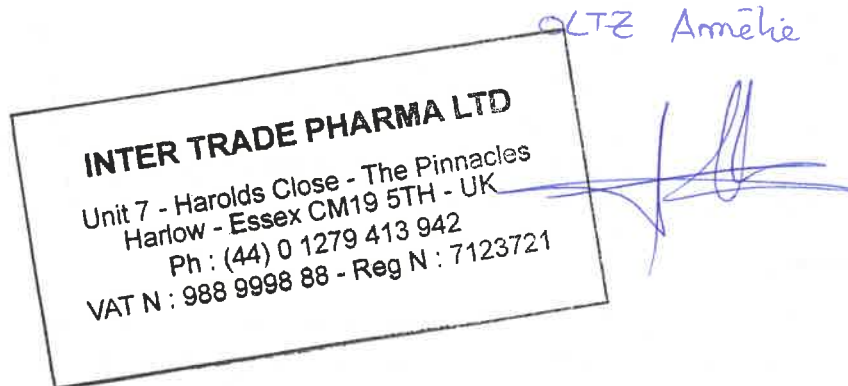 OLTZ Amélie
INTER TRADE PHARMA LTD
Unit 7 - Harolds Close - The Pinnacles
Harlow - Essex CM19 5TH - UK
Ph : (44) 0 1279 413 942
VAT N : 988 9998 88 - Reg N : 7123721